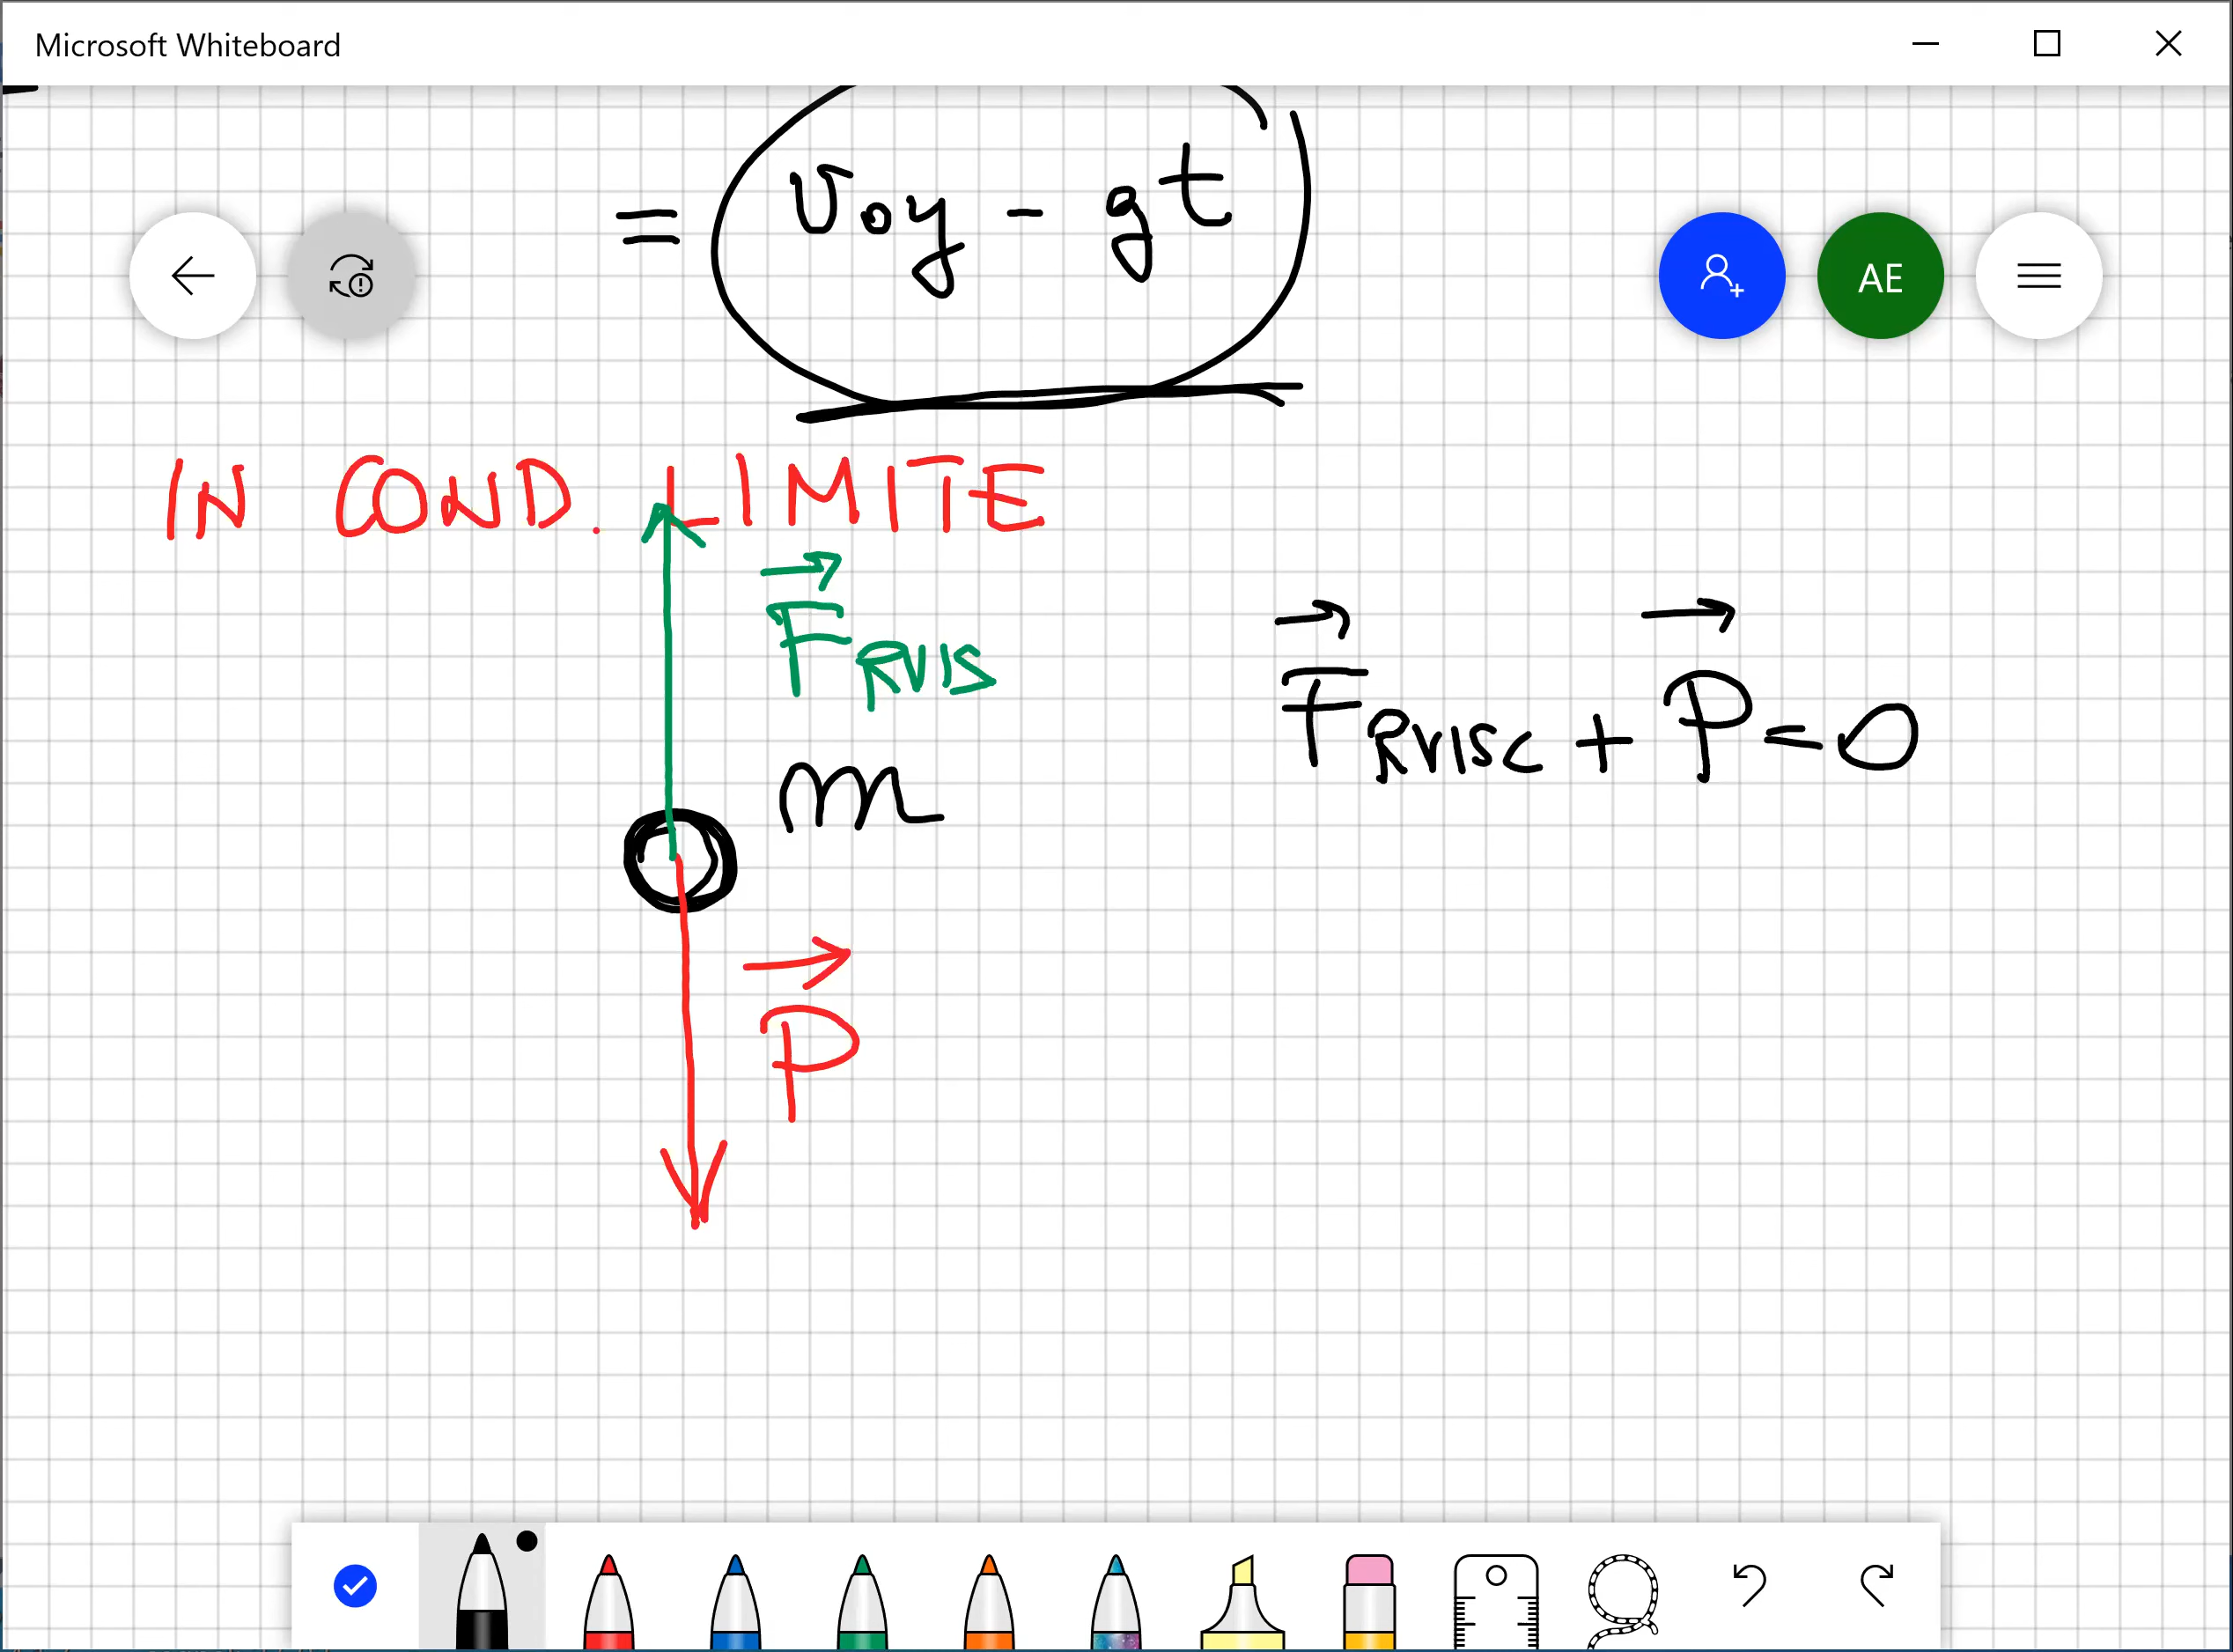 Microsoft Whiteboard
= v₀y - gt
AE
IN COND. LIMITE
F RVIS
F RVISC + P = 0
m
P